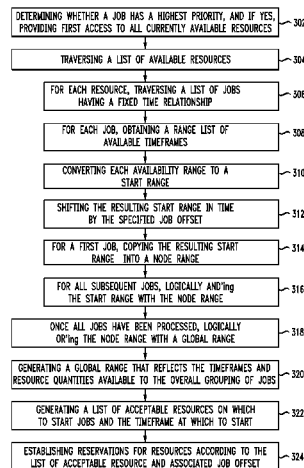 DETERMINING WHETHER A JOB HAS A HIGHEST PRIORITY, AND IF YES,
PROVIDING FIRST ACCESS TO ALL CURRENTLY AVAILABLE RESOURCES
302
TRAVERSING A LIST OF AVAILABLE RESOURCES
304
FOR EACH RESOURCE, TRAVERSING A LIST OF JOBS
HAVING A FIXED TIME RELATIONSHIP
306
FOR EACH JOB, OBTAINING A RANGE LIST OF
AVAILABLE TIMEFRAMES
308
CONVERTING EACH AVAILABILITY RANGE TO A
START RANGE
310
SHIFTING THE RESULTING START RANGE IN TIME
BY THE SPECIFIED JOB OFFSET
312
FOR A FIRST JOB, COPYING THE RESULTING START
RANGE INTO A NODE RANGE
314
FOR ALL SUBSEQUENT JOBS, LOGICALLY AND'ing
THE START RANGE WITH THE NODE RANGE
316
ONCE ALL JOBS HAVE BEEN PROCESSED, LOGICALLY
OR'ing THE NODE RANGE WITH A GLOBAL RANGE
318
GENERATING A GLOBAL RANGE THAT REFLECTS THE TIMEFRAMES AND
RESOURCE QUANTITIES AVAILABLE TO THE OVERALL GROUPING OF JOBS
320
GENERATING A LIST OF ACCEPTABLE RESOURCES ON WHICH
TO START JOBS AND THE TIMEFRAME AT WHICH TO START
322
ESTABLISHING RESERVATIONS FOR RESOURCES ACCORDING TO THE
LIST OF ACCEPTABLE RESOURCE AND ASSOCIATED JOB OFFSET
324